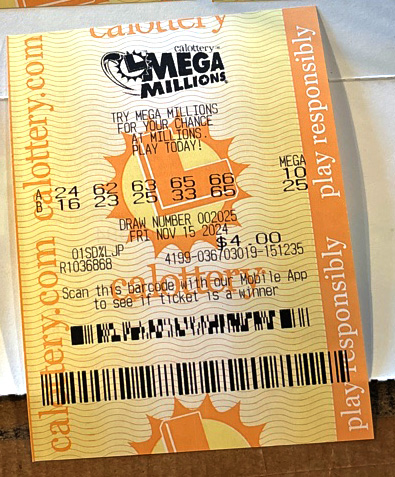 calottery
calottery
MEGA
MILLIONS
TRY MEGA MILLIONS
FOR YOUR CHANCE
AT MILLIONS.
PLAY TODAY!
MEGA
A 24 62 63 65 66 10
B 16 23 25 33 65 25
DRAW NUMBER 002025
FRI NOV 15 2024
$4.00
01SD%LJP
4199-036703019-151235
R1036868
calottery
Scan this barcode with our Mobile App
to see if ticket is a winner
calottery.com
calottery.com
play responsibly
play responsibly